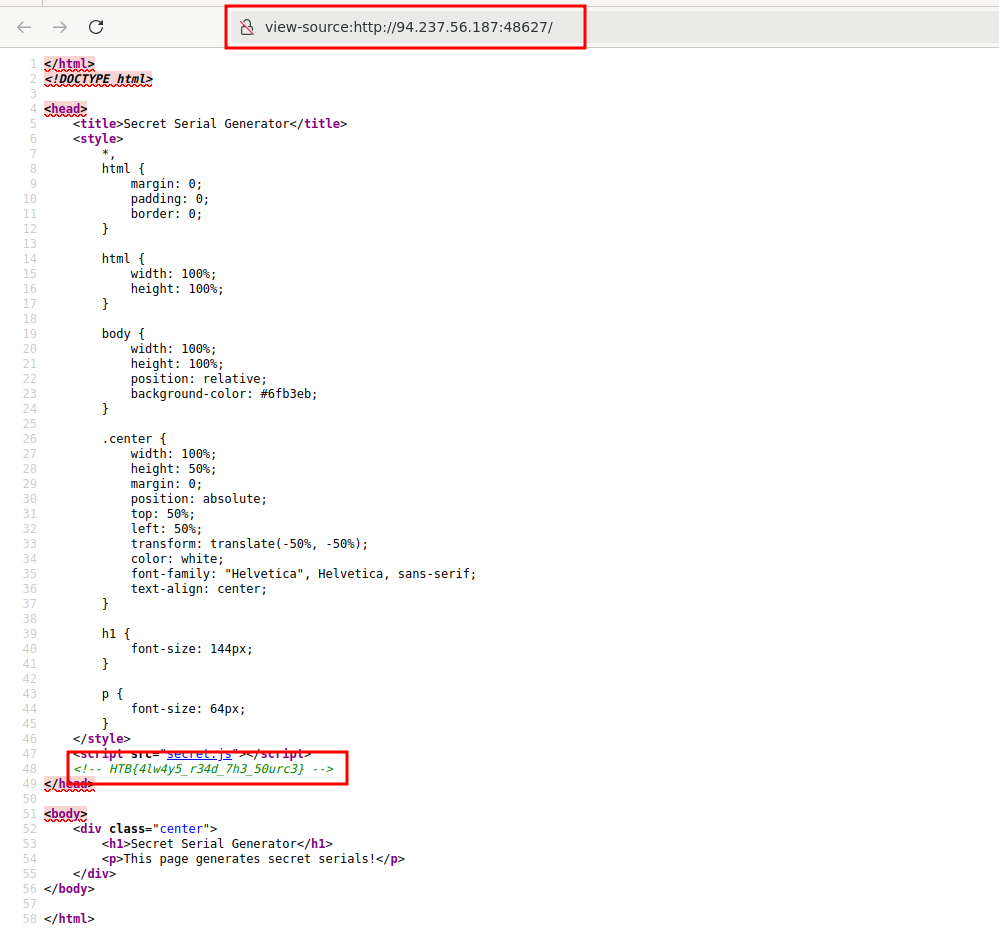 view-source:http://94.237.56.187:48627/
1 </html>
2 <!DOCTYPE html>
3
4 <head>
5     <title>Secret Serial Generator</title>
6     <style>
7         *,
8         html {
9             margin: 0;
10             padding: 0;
11             border: 0;
12         }
13
14         html {
15             width: 100%;
16             height: 100%;
17         }
18
19         body {
20             width: 100%;
21             height: 100%;
22             position: relative;
23             background-color: #6fb3eb;
24         }
25
26         .center {
27             width: 100%;
28             height: 50%;
29             margin: 0;
30             position: absolute;
31             top: 50%;
32             left: 50%;
33             transform: translate(-50%, -50%);
34             color: white;
35             font-family: "Helvetica", Helvetica, sans-serif;
36             text-align: center;
37         }
38
39         h1 {
40             font-size: 144px;
41         }
42
43         p {
44             font-size: 64px;
45         }
46     </style>
47     <script src="secret.js"></script>
48     <!-- HTB{4lw4y5_r34d_7h3_50urc3} -->
49 </head>
50
51 <body>
52     <div class="center">
53         <h1>Secret Serial Generator</h1>
54         <p>This page generates secret serials!</p>
55     </div>
56 </body>
57
58 </html>